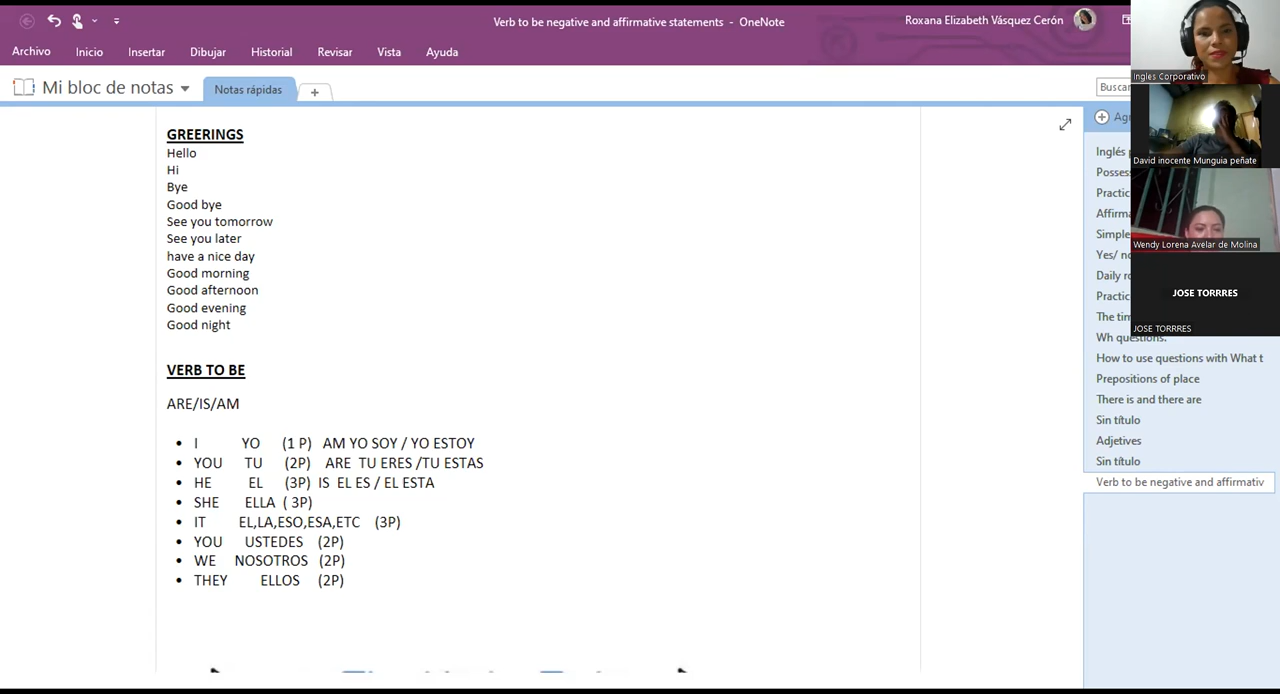 Verb to be negative and affirmative statements - OneNote
Roxana Elizabeth Vásquez Cerón
Archivo Inicio Insertar Dibujar Historial Revisar Vista Ayuda
Mi bloc de notas Notas rápidas +
Buscar
GREERINGS
Hello
Hi
Bye
Good bye
See you tomorrow
See you later
have a nice day
Good morning
Good afternoon
Good evening
Good night
VERB TO BE
ARE/IS/AM
• I YO (1 P) AM YO SOY / YO ESTOY
• YOU TU (2P) ARE TU ERES /TU ESTAS
• HE EL (3P) IS EL ES / EL ESTA
• SHE ELLA ( 3P)
• IT EL,LA,ESO,ESA,ETC (3P)
• YOU USTEDES (2P)
• WE NOSOTROS (2P)
• THEY ELLOS (2P)
Inglés
Yes/ no
Wh questions.
How to use questions with What t
Prepositions of place
There is and there are
Sin título
Adjetives
Sin título
Verb to be negative and affirmativ
Ingles Corporativo
David inocente Munguia peñate
Wendy Lorena Avelar de Molina
JOSE TORRRES
JOSE TORRRES